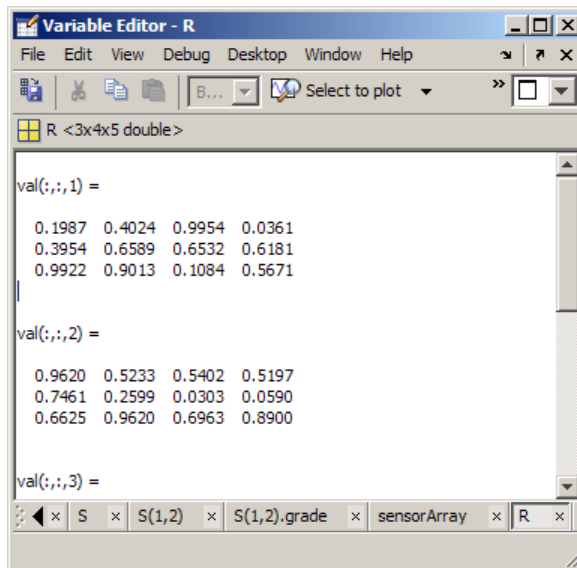 Variable Editor - R
File Edit View Debug Desktop Window Help
B... Select to plot
R <3x4x5 double>
val(:,:,1) =
0.1987 0.4024 0.9954 0.0361
0.3954 0.6589 0.6532 0.6181
0.9922 0.9013 0.1084 0.5671
val(:,:,2) =
0.9620 0.5233 0.5402 0.5197
0.7461 0.2599 0.0303 0.0590
0.6625 0.9620 0.6963 0.8900
val(:,:,3) =
S S(1,2) S(1,2).grade sensorArray R